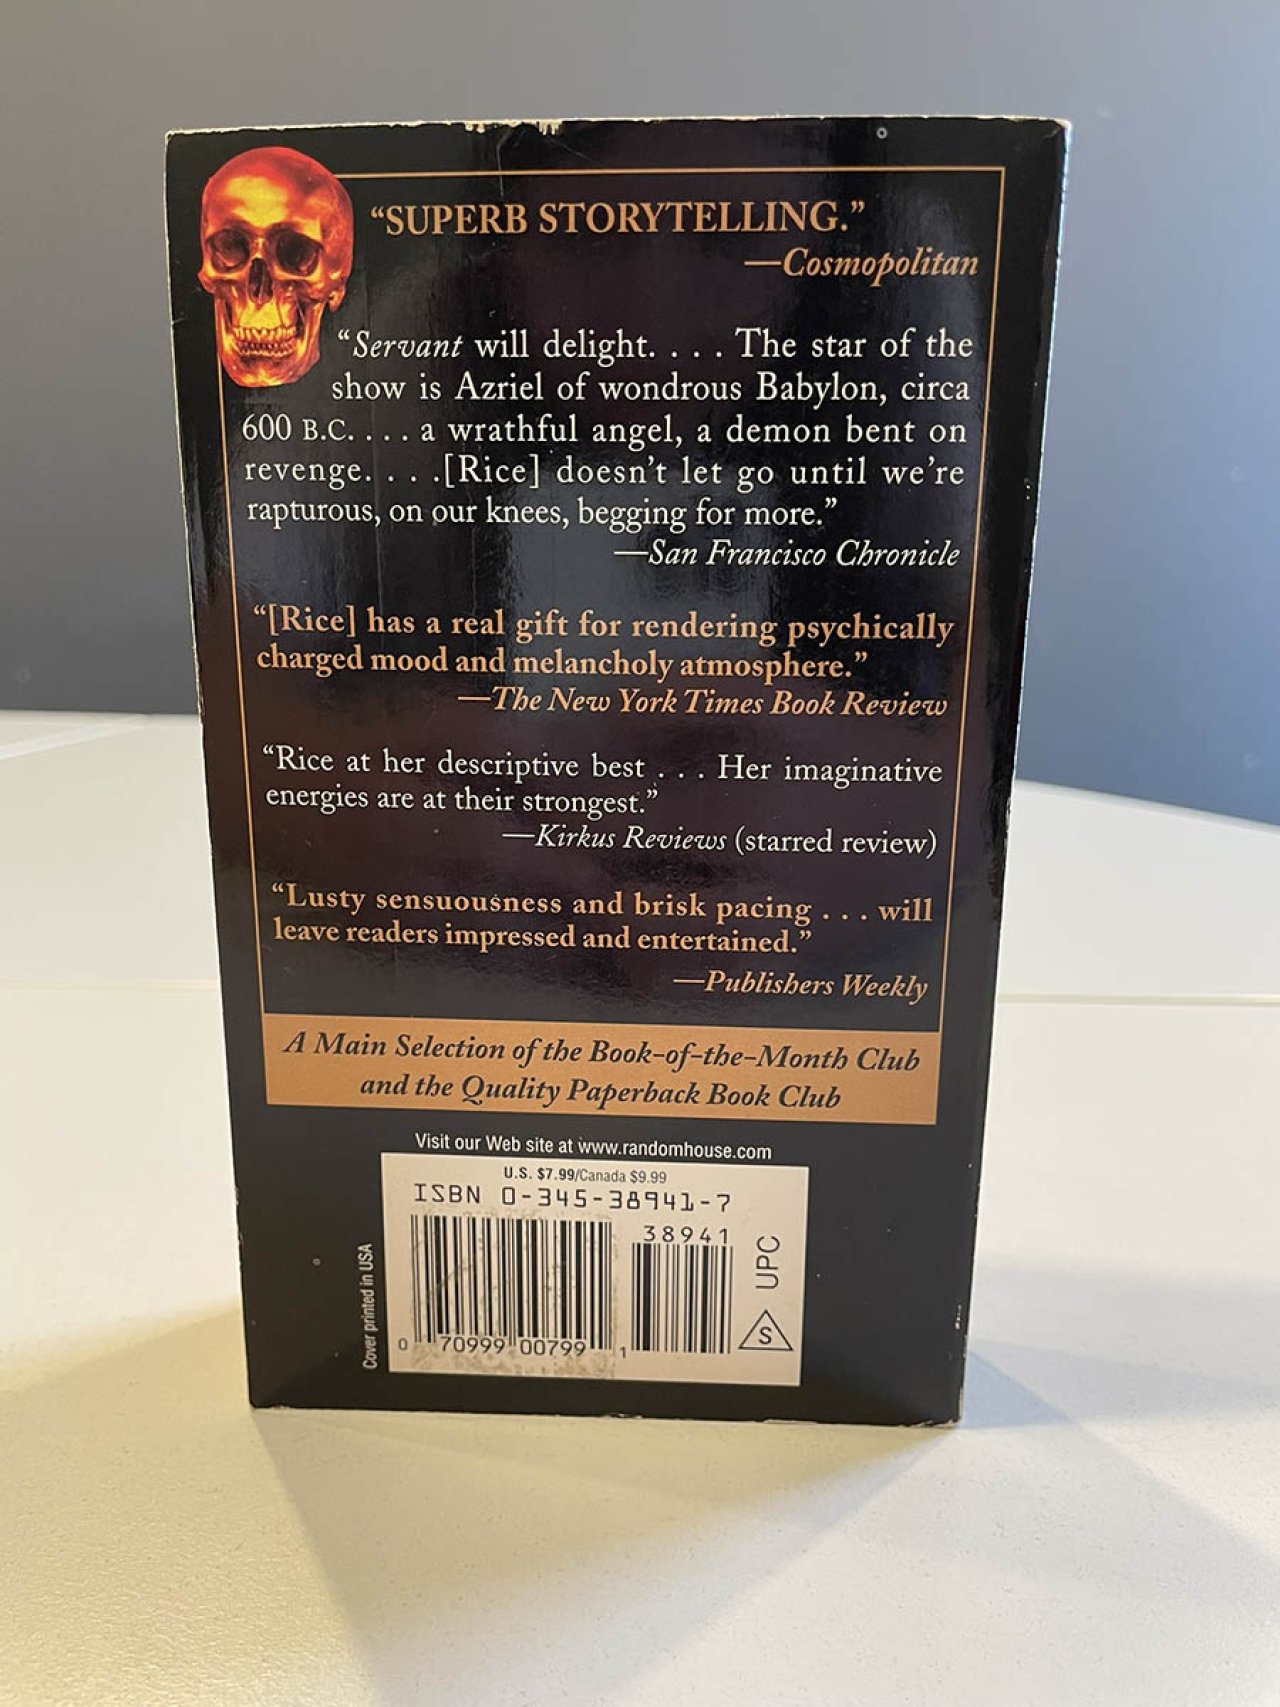 “SUPERB STORYTELLING.”
—Cosmopolitan
“Servant will delight. . . . The star of the
show is Azriel of wondrous Babylon, circa
600 B.C. . . . a wrathful angel, a demon bent on
revenge. . . .[Rice] doesn’t let go until we’re
rapturous, on our knees, begging for more.”
—San Francisco Chronicle
“[Rice] has a real gift for rendering psychically
charged mood and melancholy atmosphere.”
—The New York Times Book Review
“Rice at her descriptive best . . . Her imaginative
energies are at their strongest.”
—Kirkus Reviews (starred review)
“Lusty sensuousness and brisk pacing . . . will
leave readers impressed and entertained.”
—Publishers Weekly
A Main Selection of the Book-of-the-Month Club
and the Quality Paperback Book Club
Visit our Web site at www.randomhouse.com
U.S. $7.99/Canada $9.99
ISBN 0-345-38941-7
38941
0 70999 00799 1
UPC
S
Cover printed in USA